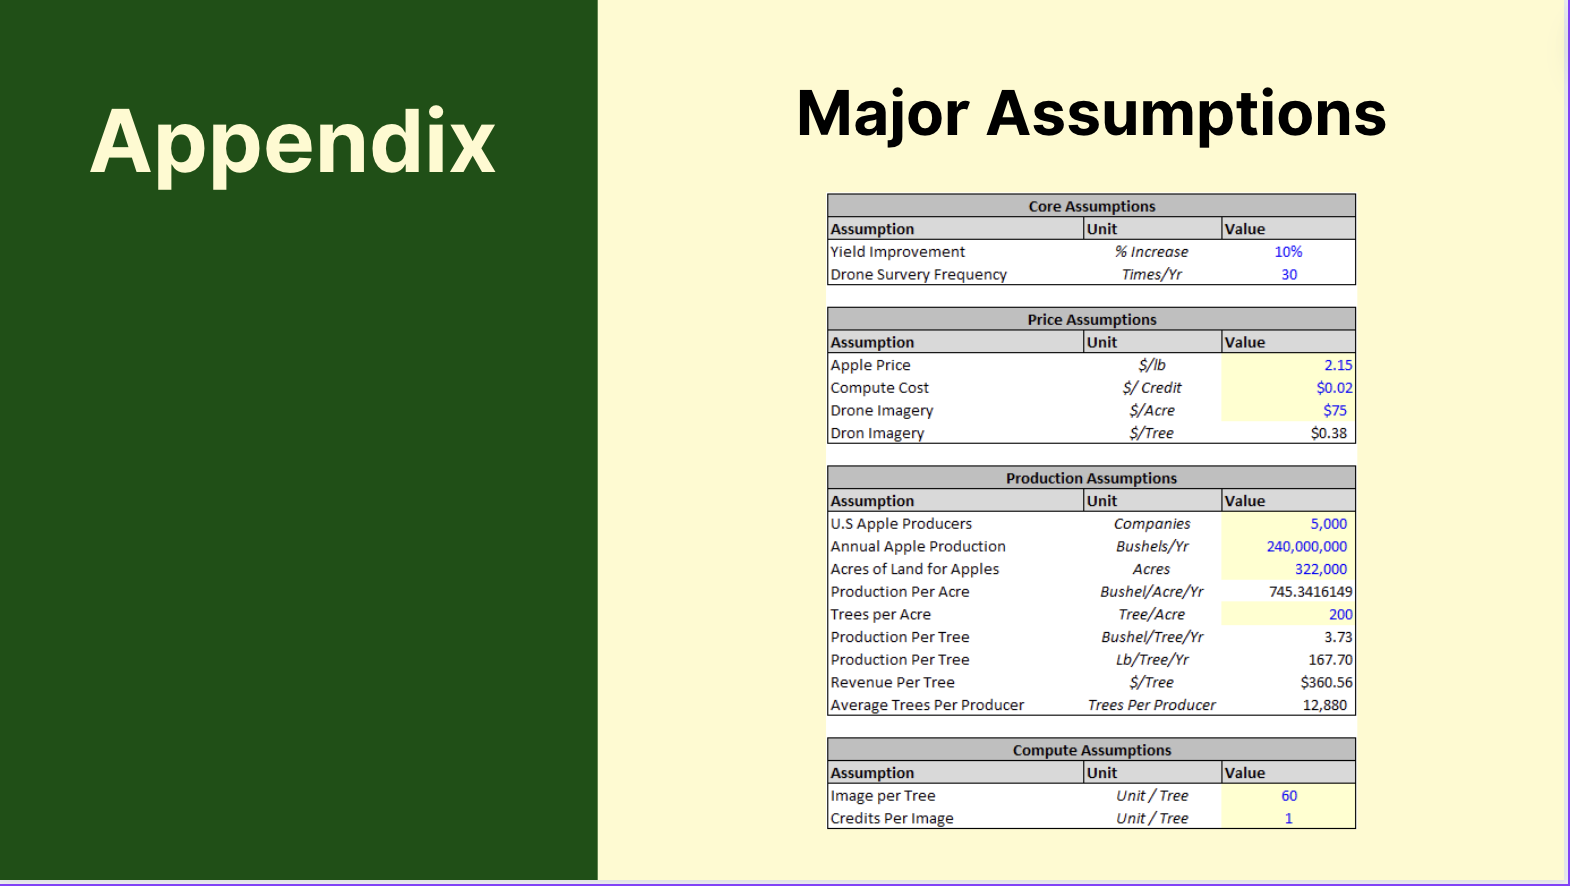 Appendix
Major Assumptions
Core Assumptions
Assumption Unit Value
Yield Improvement % Increase 10%
Drone Survery Frequency Times/Yr 30
Price Assumptions
Assumption Unit Value
Apple Price $/lb 2.15
Compute Cost $/ Credit $0.02
Drone Imagery $/Acre $75
Dron Imagery $/Tree $0.38
Production Assumptions
Assumption Unit Value
U.S Apple Producers Companies 5,000
Annual Apple Production Bushels/Yr 240,000,000
Acres of Land for Apples Acres 322,000
Production Per Acre Bushel/Acre/Yr 745.3416149
Trees per Acre Tree/Acre 200
Production Per Tree Bushel/Tree/Yr 3.73
Production Per Tree Lb/Tree/Yr 167.70
Revenue Per Tree $/Tree $360.56
Average Trees Per Producer Trees Per Producer 12,880
Compute Assumptions
Assumption Unit Value
Image per Tree Unit / Tree 60
Credits Per Image Unit / Tree 1